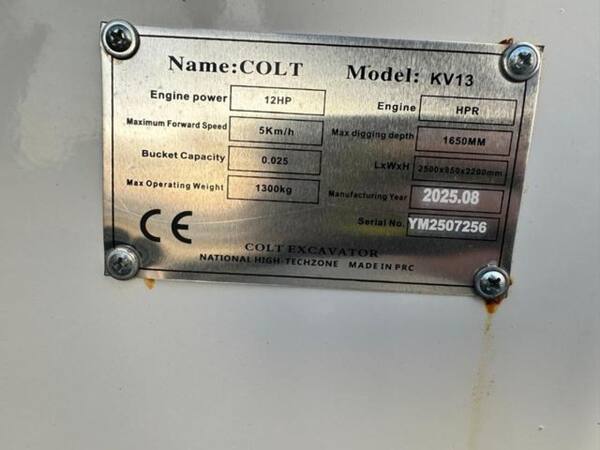 Name:COLT Model: KV13
Engine power 12HP Engine HPR
Maximum Forward Speed 5Km/h Max digging depth 1650MM
Bucket Capacity 0.025 LxWxH 2500x850x2200mm
Max Operating Weight 1300kg Manufacturing Year 2025.08
Serial No. YM2507256
CE
COLT EXCAVATOR
NATIONAL HIGH-TECHZONE MADE IN PRC